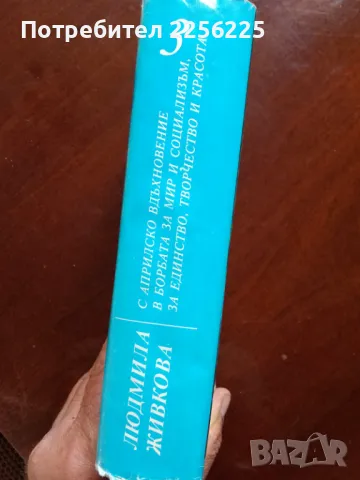 Потребител 2256225
3
С АПРИЛСКО ВДЪХНОВЕНИЕ
В БОРБАТА ЗА МИР И СОЦИАЛИЗЪМ,
ЗА ЕДИНСТВО, ТВОРЧЕСТВО И КРАСОТА
ЛЮДМИЛА
ЖИВКОВА
BAZAR